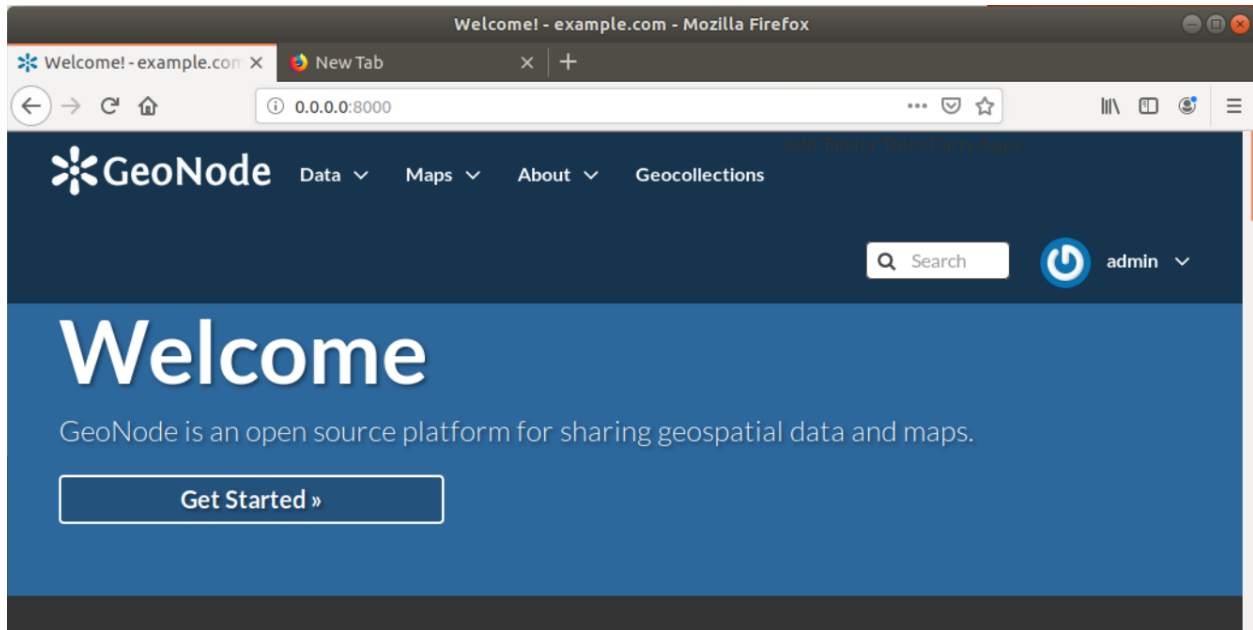 Welcome! - example.com - Mozilla Firefox
Welcome! - example.com
New Tab
0.0.0.0:8000
GeoNode
Data
Maps
About
Geocollections
Search
admin
Welcome
GeoNode is an open source platform for sharing geospatial data and maps.
Get Started »